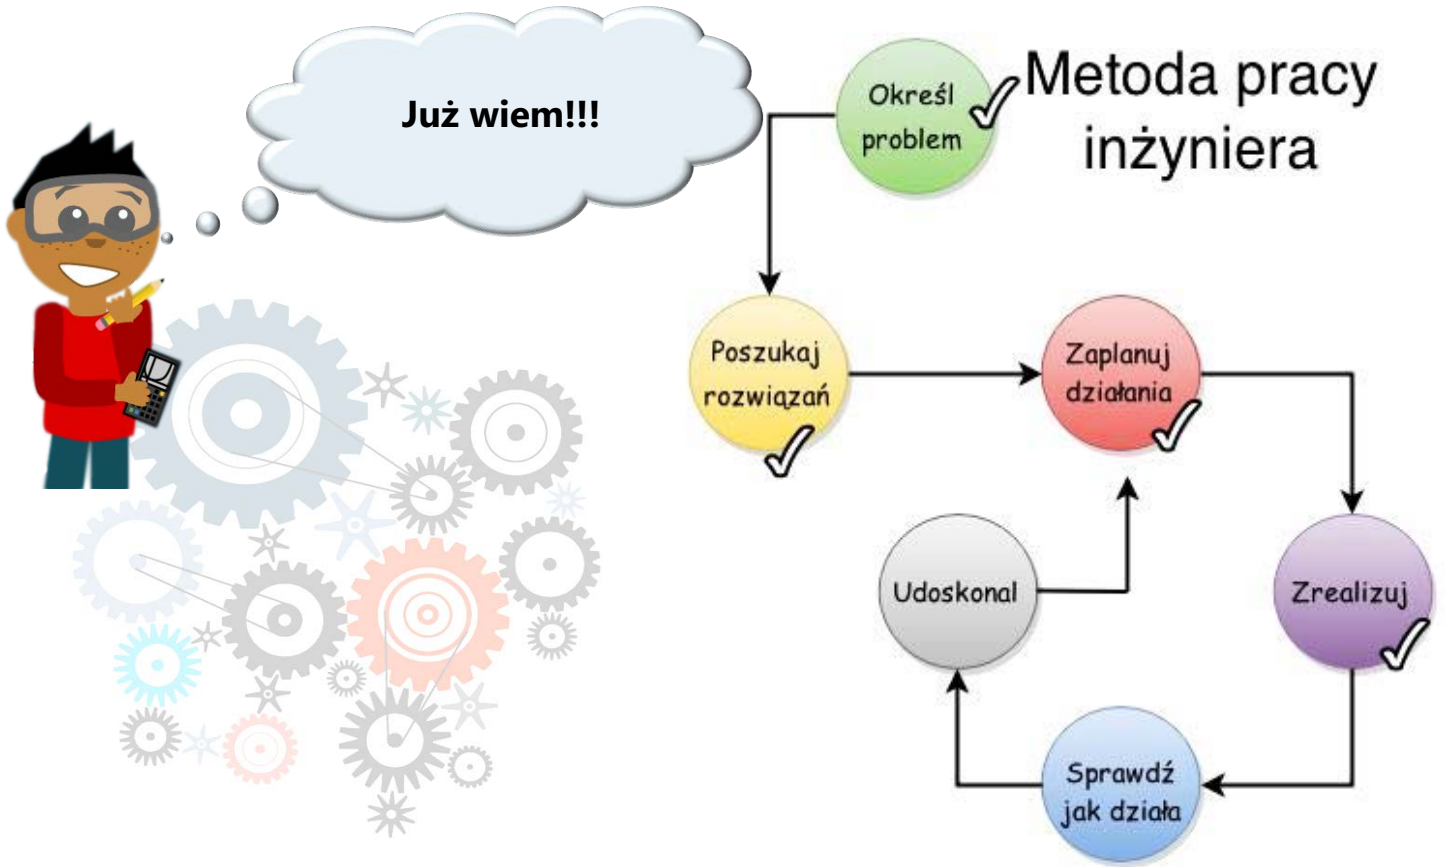 Już wiem!!!
Metoda pracy
inżyniera
Określ
problem
Poszukaj
rozwiązań
Zaplanuj
działania
Zrealizuj
Sprawdź
jak działa
Udoskonal